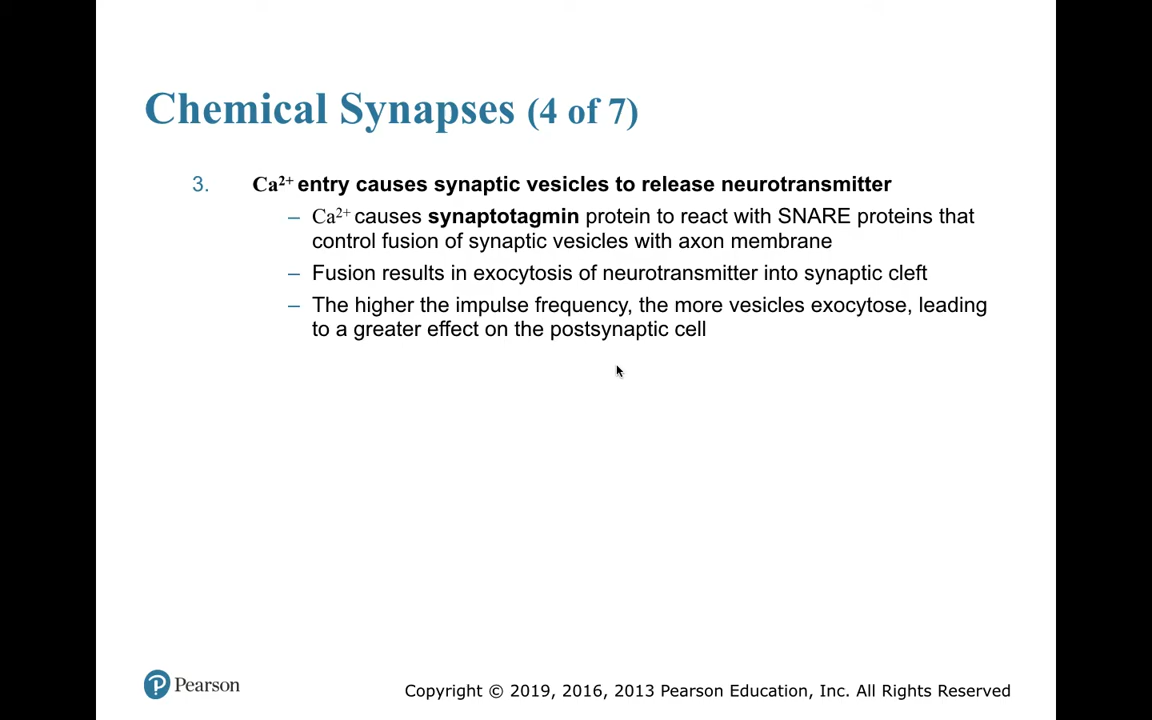 Chemical Synapses (4 of 7)
3. Ca²⁺ entry causes synaptic vesicles to release neurotransmitter
– Ca²⁺ causes synaptotagmin protein to react with SNARE proteins that
control fusion of synaptic vesicles with axon membrane
– Fusion results in exocytosis of neurotransmitter into synaptic cleft
– The higher the impulse frequency, the more vesicles exocytose, leading
to a greater effect on the postsynaptic cell
Pearson
Copyright © 2019, 2016, 2013 Pearson Education, Inc. All Rights Reserved